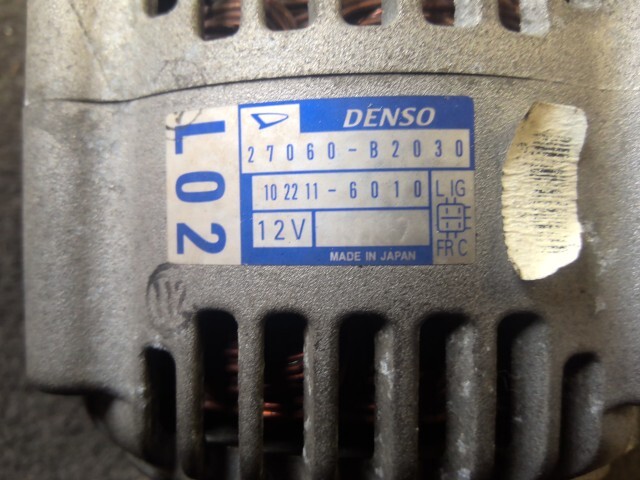 DENSO
27060-B2030
102211-6010
12V
MADE IN JAPAN
L IG
FR C
L02